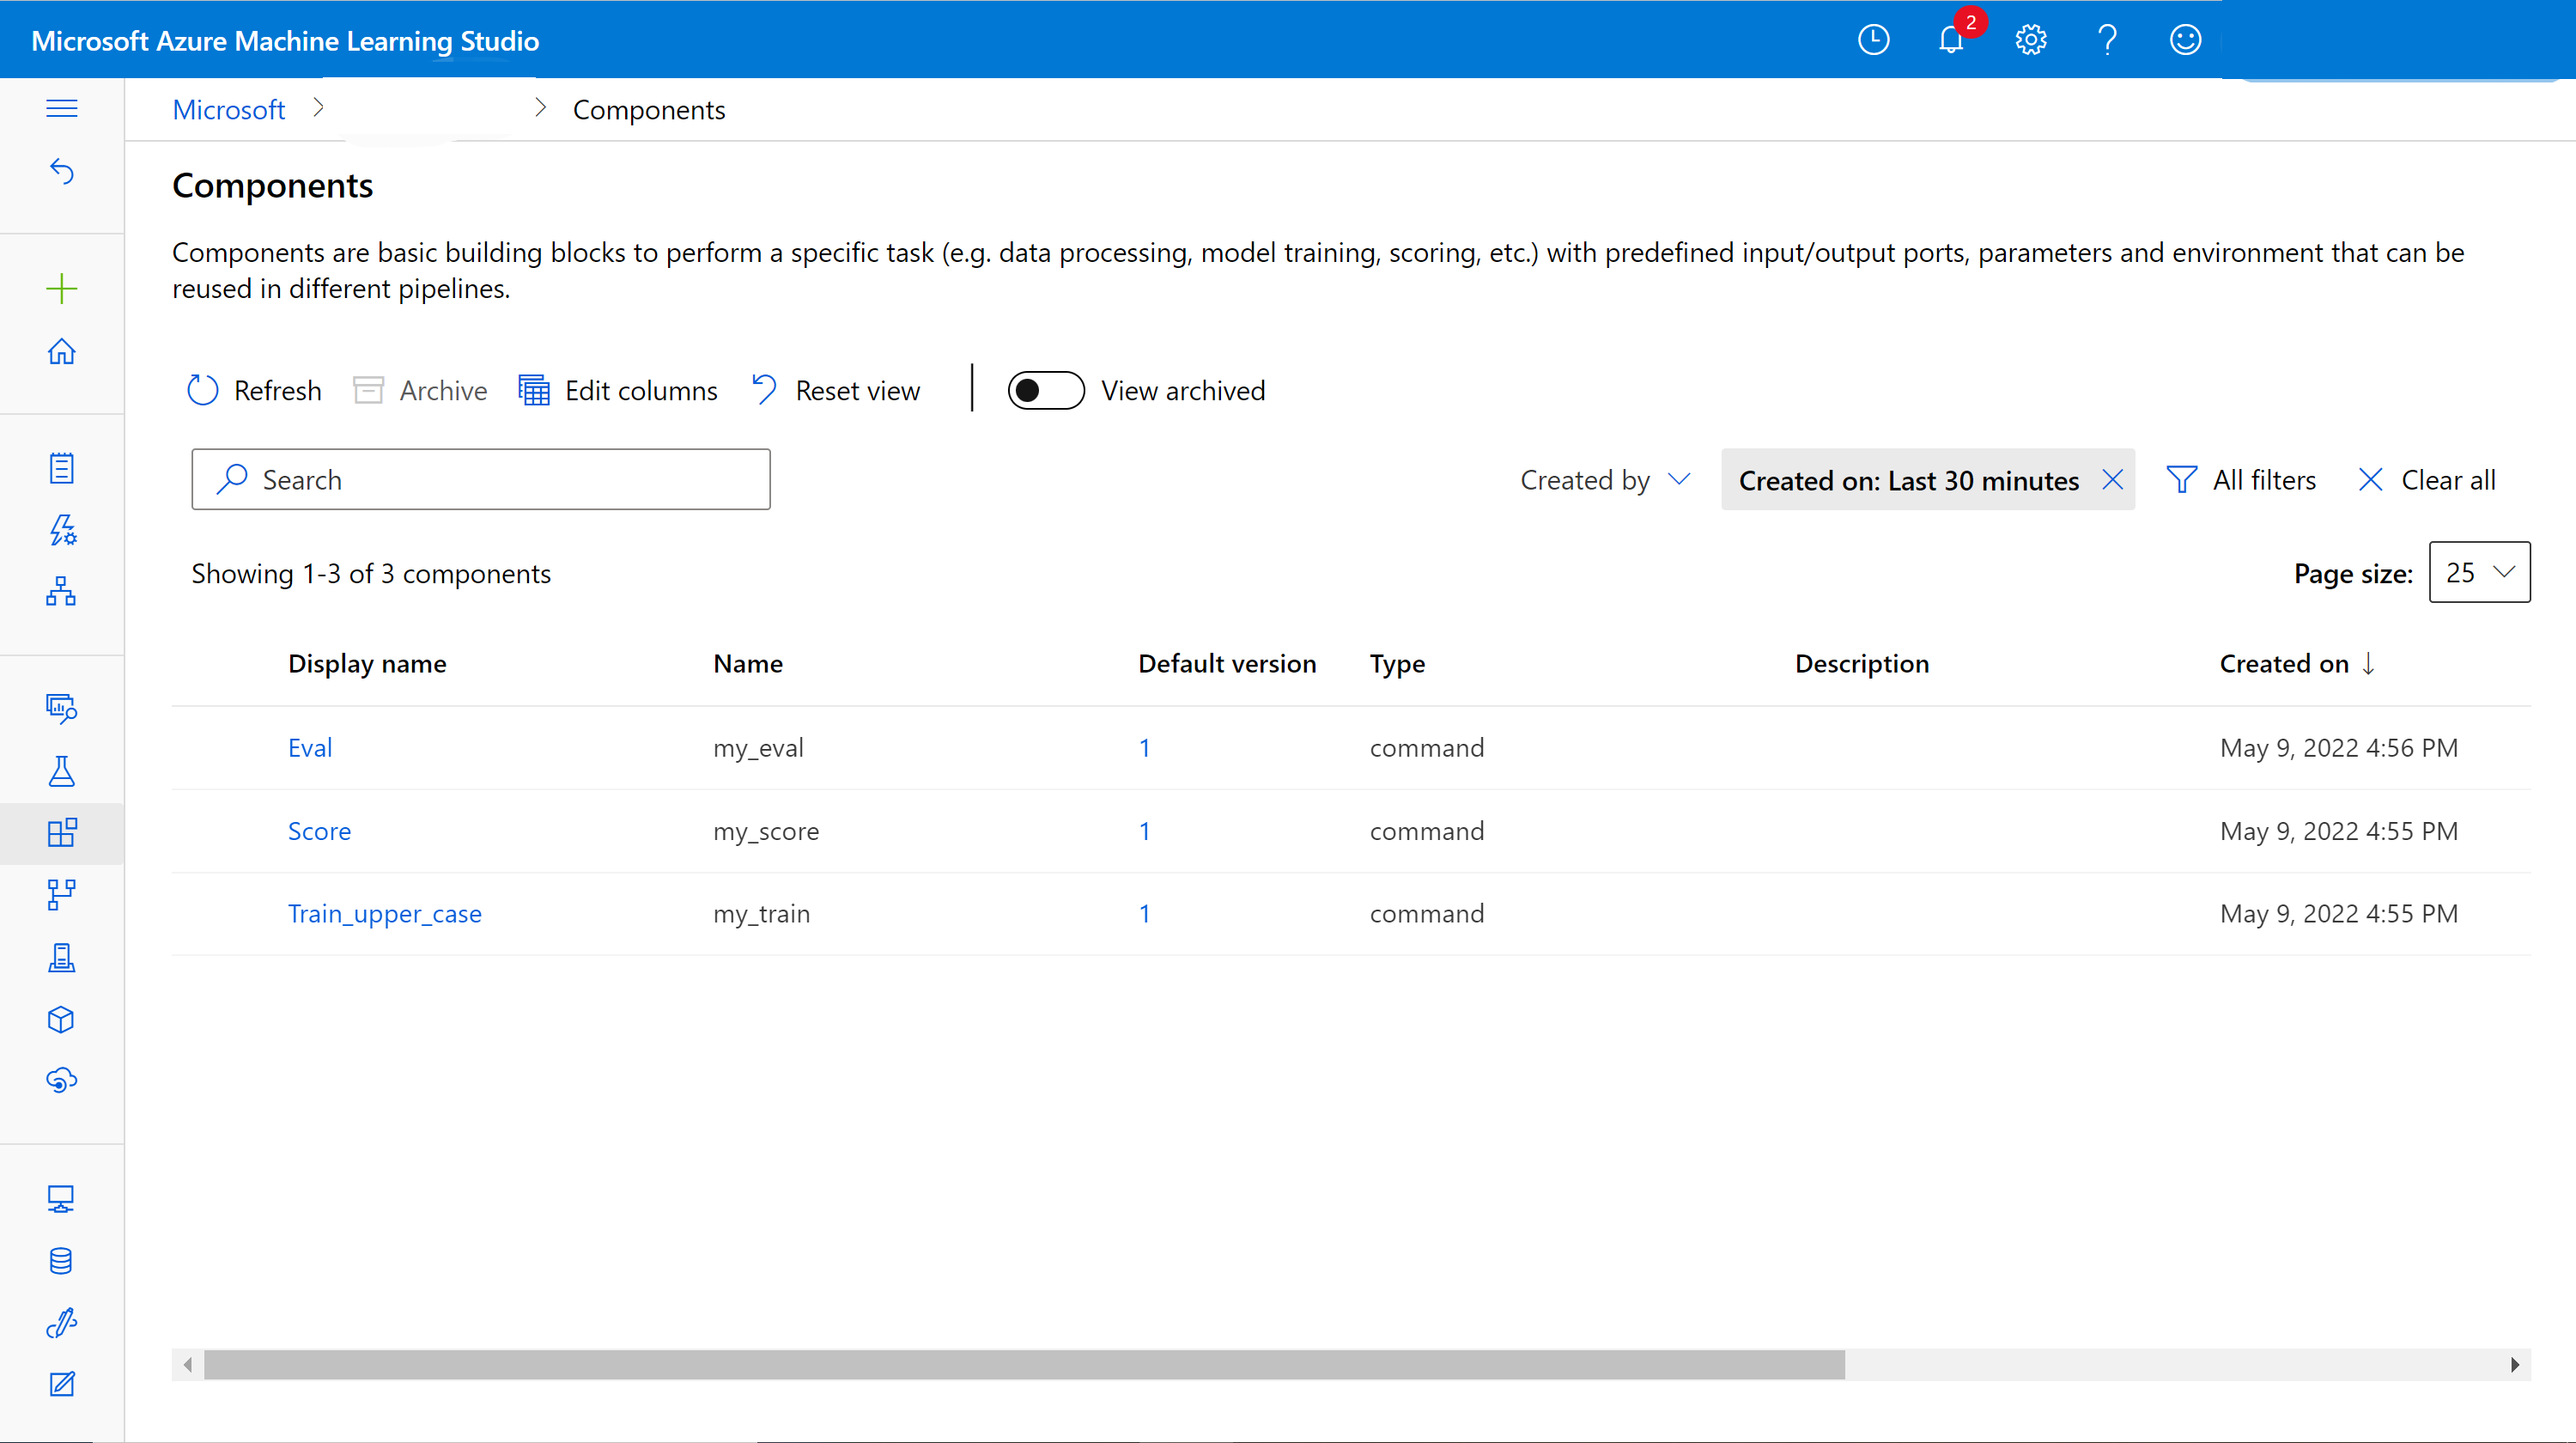 Microsoft Azure Machine Learning Studio
2
Microsoft
Components
Components
Components are basic building blocks to perform a specific task (e.g. data processing, model training, scoring, etc.) with predefined input/output ports, parameters and environment that can be
reused in different pipelines.
Refresh Archive Edit columns Reset view View archived
Search Created by Created on: Last 30 minutes All filters Clear all
Showing 1-3 of 3 components Page size: 25
Display name Name Default version Type Description Created on ↓
Eval my_eval 1 command May 9, 2022 4:56 PM
Score my_score 1 command May 9, 2022 4:55 PM
Train_upper_case my_train 1 command May 9, 2022 4:55 PM